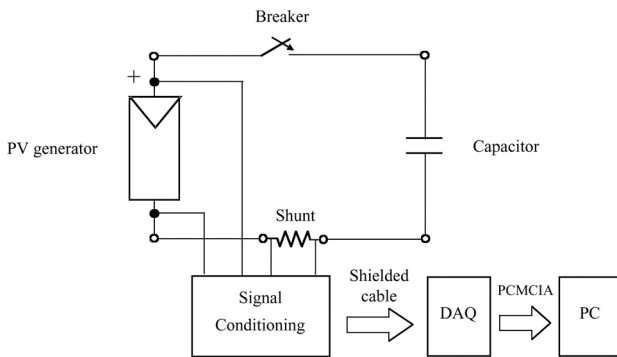 Breaker
+
PV generator
Capacitor
Shunt
Signal
Conditioning
Shielded
cable
DAQ
PCMCIA
PC